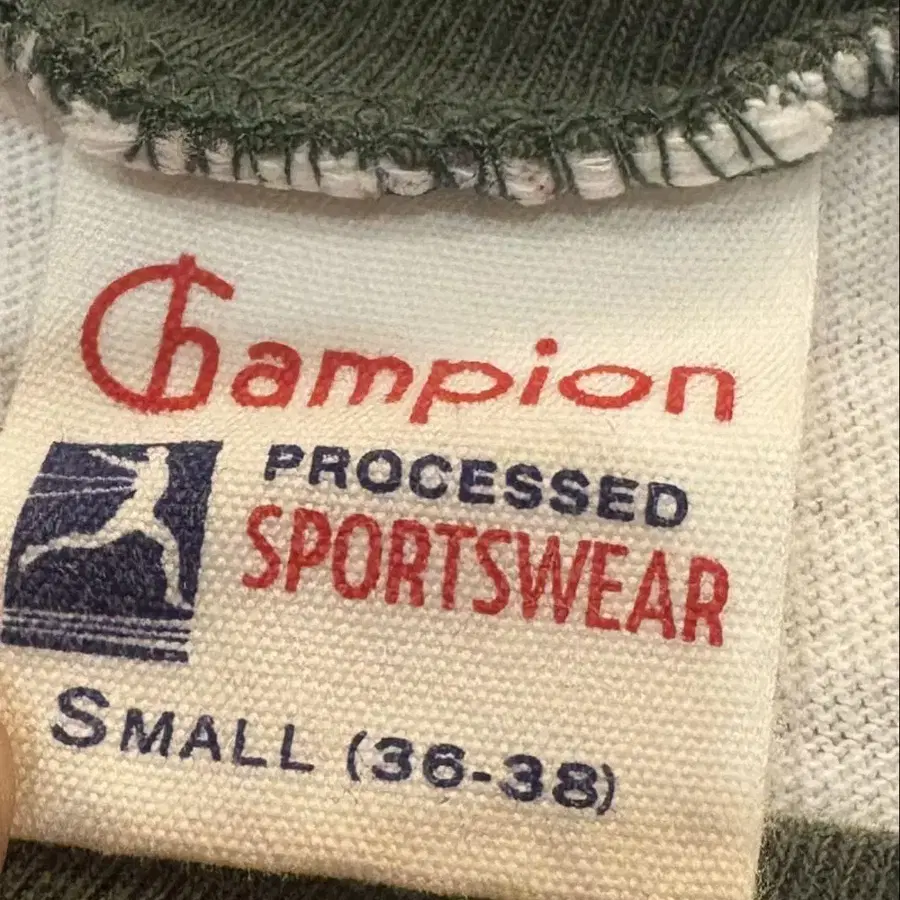 Champion
PROCESSED
SPORTSWEAR
SMALL (36-38)